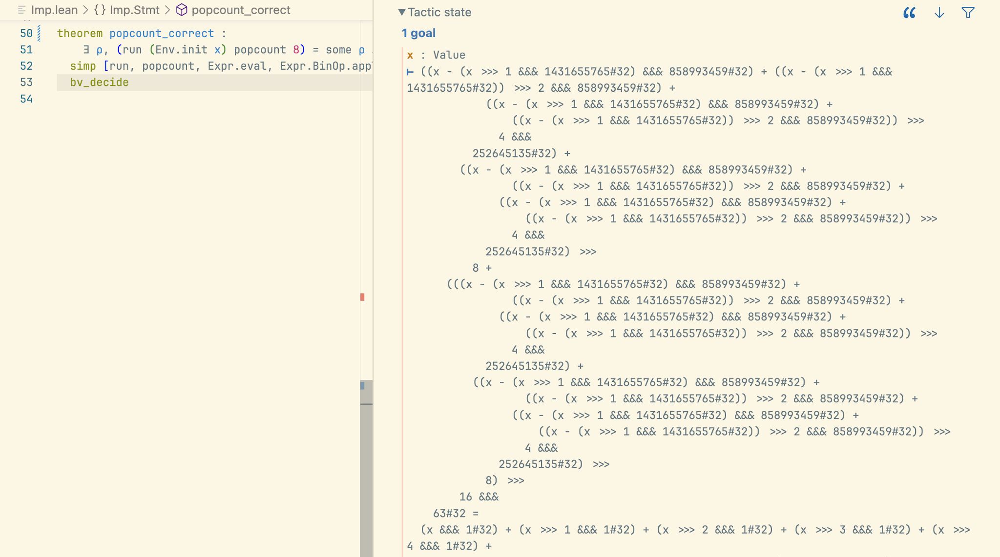 Imp.lean > {} Imp.Stmt > popcount_correct
50 theorem popcount_correct :
51 ∃ ρ, (run (Env.init x) popcount 8) = some ρ
52 simp [run, popcount, Expr.eval, Expr.BinOp.app
53 bv_decide
54
▼Tactic state
1 goal
x : Value
⊢ ((x - (x >>> 1 &&& 1431655765#32) &&& 858993459#32) + ((x - (x >>> 1 &&&
1431655765#32)) >>> 2 &&& 858993459#32) +
((x - (x >>> 1 &&& 1431655765#32) &&& 858993459#32) +
((x - (x >>> 1 &&& 1431655765#32)) >>> 2 &&& 858993459#32)) >>>
4 &&&
252645135#32) +
((x - (x >>> 1 &&& 1431655765#32) &&& 858993459#32) +
((x - (x >>> 1 &&& 1431655765#32)) >>> 2 &&& 858993459#32) +
((x - (x >>> 1 &&& 1431655765#32) &&& 858993459#32) +
((x - (x >>> 1 &&& 1431655765#32)) >>> 2 &&& 858993459#32)) >>>
4 &&&
252645135#32) >>>
8 +
(((x - (x >>> 1 &&& 1431655765#32) &&& 858993459#32) +
((x - (x >>> 1 &&& 1431655765#32)) >>> 2 &&& 858993459#32) +
((x - (x >>> 1 &&& 1431655765#32) &&& 858993459#32) +
((x - (x >>> 1 &&& 1431655765#32)) >>> 2 &&& 858993459#32)) >>>
4 &&&
252645135#32) +
((x - (x >>> 1 &&& 1431655765#32) &&& 858993459#32) +
((x - (x >>> 1 &&& 1431655765#32)) >>> 2 &&& 858993459#32) +
((x - (x >>> 1 &&& 1431655765#32) &&& 858993459#32) +
((x - (x >>> 1 &&& 1431655765#32)) >>> 2 &&& 858993459#32)) >>>
4 &&&
252645135#32) >>>
8) >>>
16 &&&
63#32 =
(x &&& 1#32) + (x >>> 1 &&& 1#32) + (x >>> 2 &&& 1#32) + (x >>> 3 &&& 1#32) + (x >>>
4 &&& 1#32) +